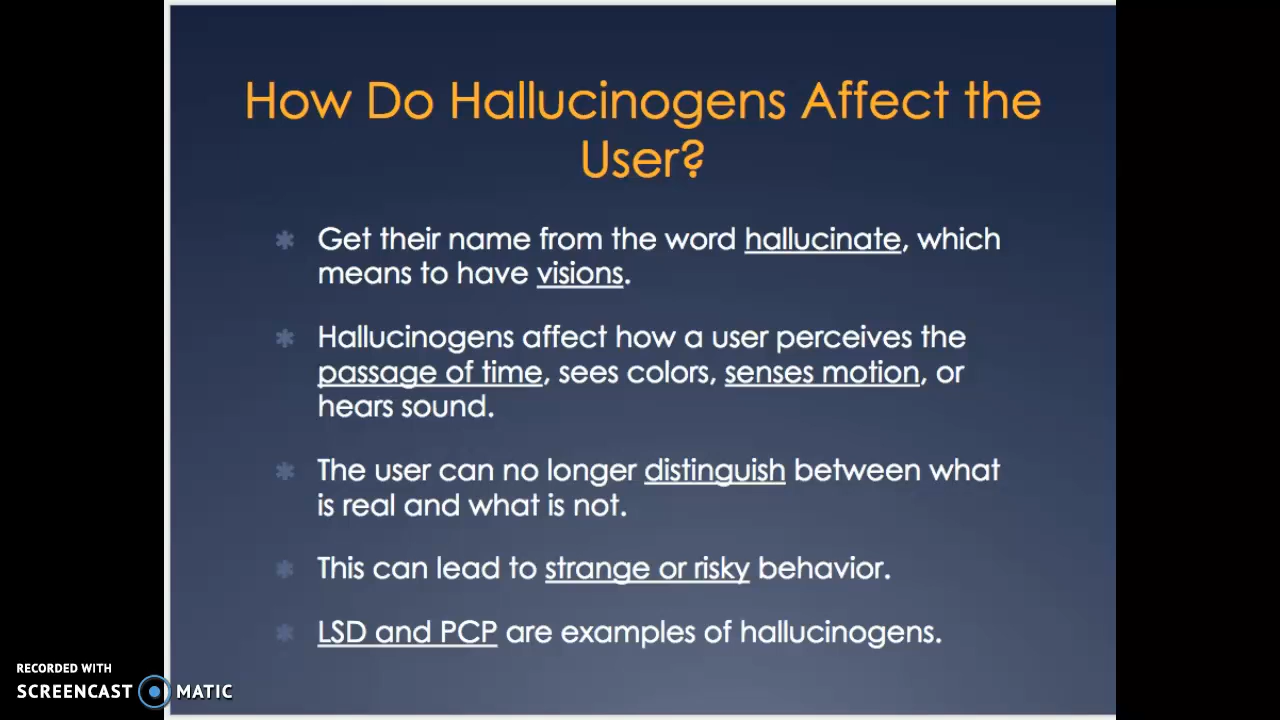 How Do Hallucinogens Affect the
User?
* Get their name from the word hallucinate, which
means to have visions.
* Hallucinogens affect how a user perceives the
passage of time, sees colors, senses motion, or
hears sound.
* The user can no longer distinguish between what
is real and what is not.
* This can lead to strange or risky behavior.
* LSD and PCP are examples of hallucinogens.
RECORDED WITH
SCREENCAST MATIC